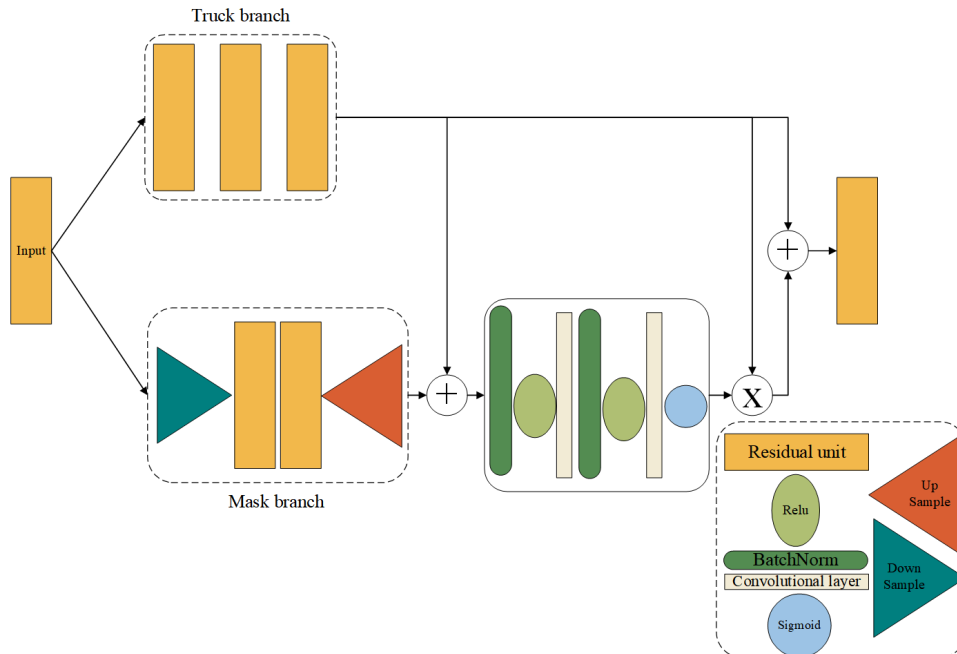 Truck branch
Input
+
+
X
Mask branch
Residual unit
Up
Sample
Relu
BatchNorm
Convolutional layer
Down
Sample
Sigmoid